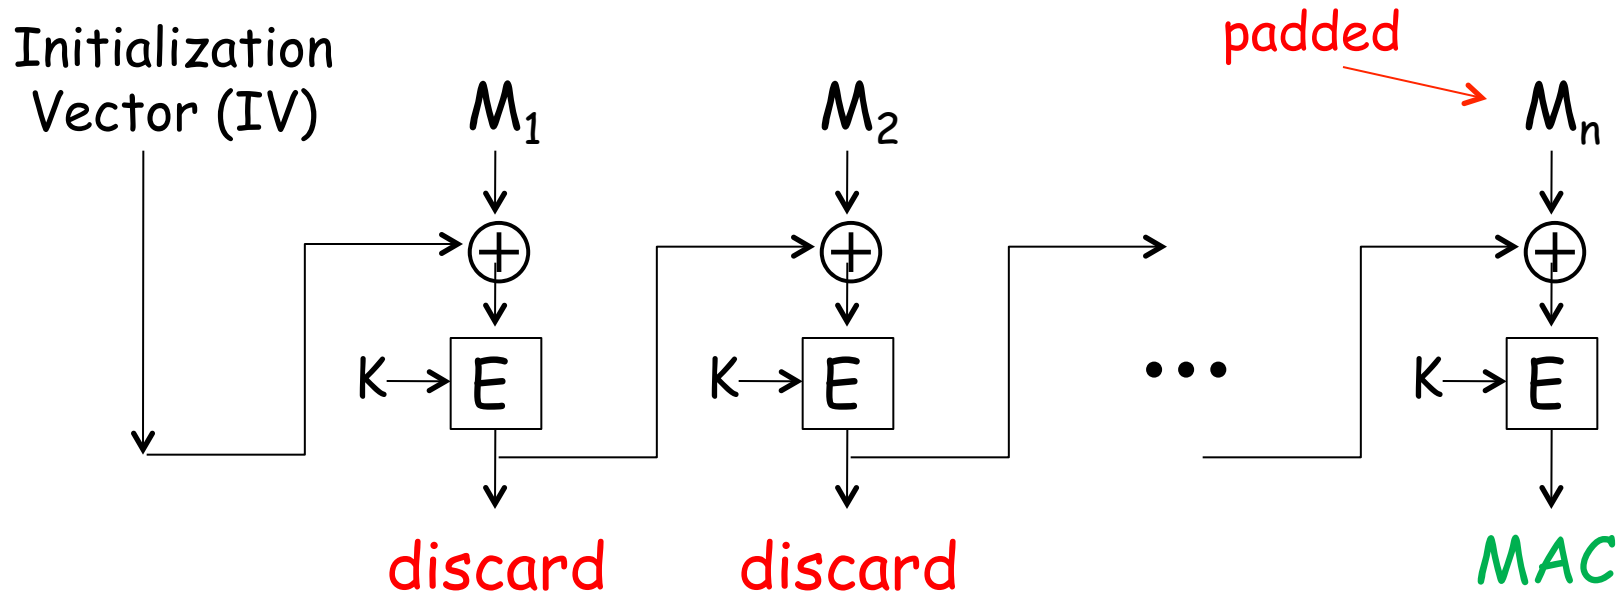 Initialization
Vector (IV)
padded
M1
M2
Mn
K
E
K
E
•••
K
E
discard
discard
MAC